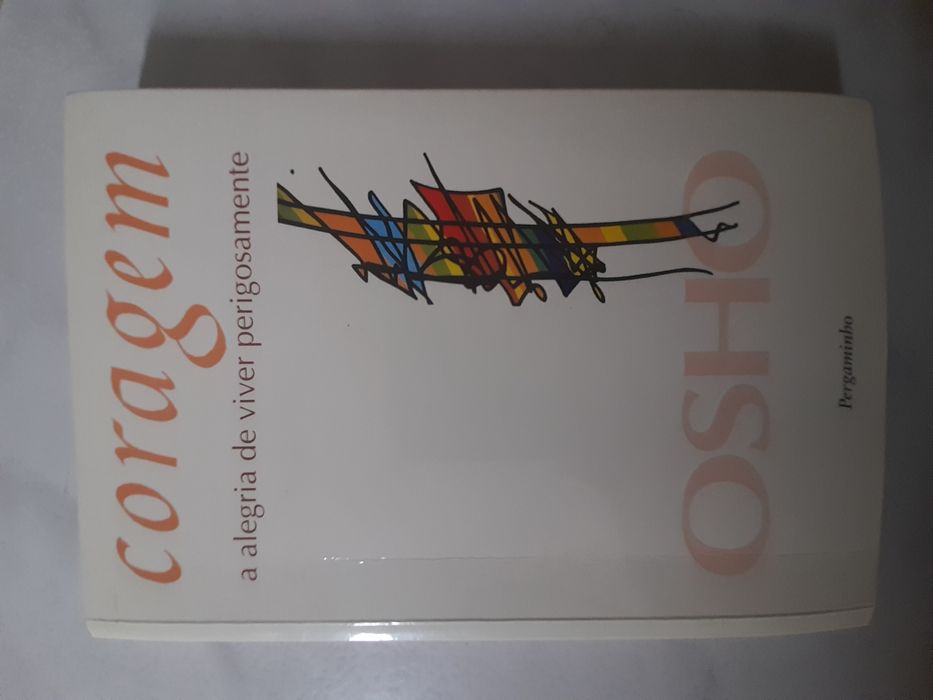 coragem
a alegria de viver perigosamente
OSHO
Pergaminho